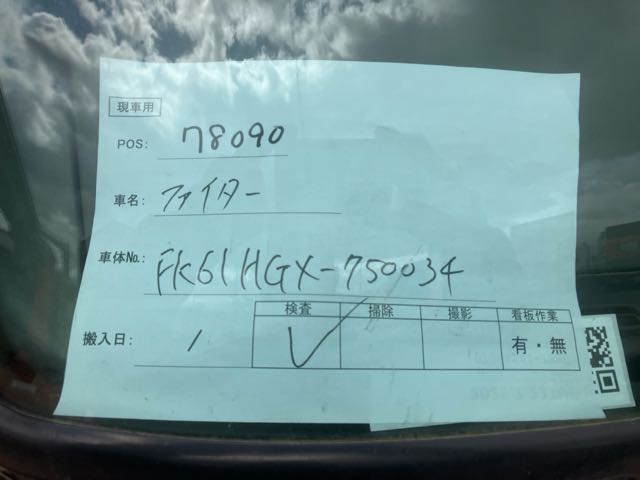 現車用
POS: 78090
車名: ファイター
車体No.: FK61HGX-750034
検査 掃除 撮影 看板作業
搬入日: / ✓ 有・無